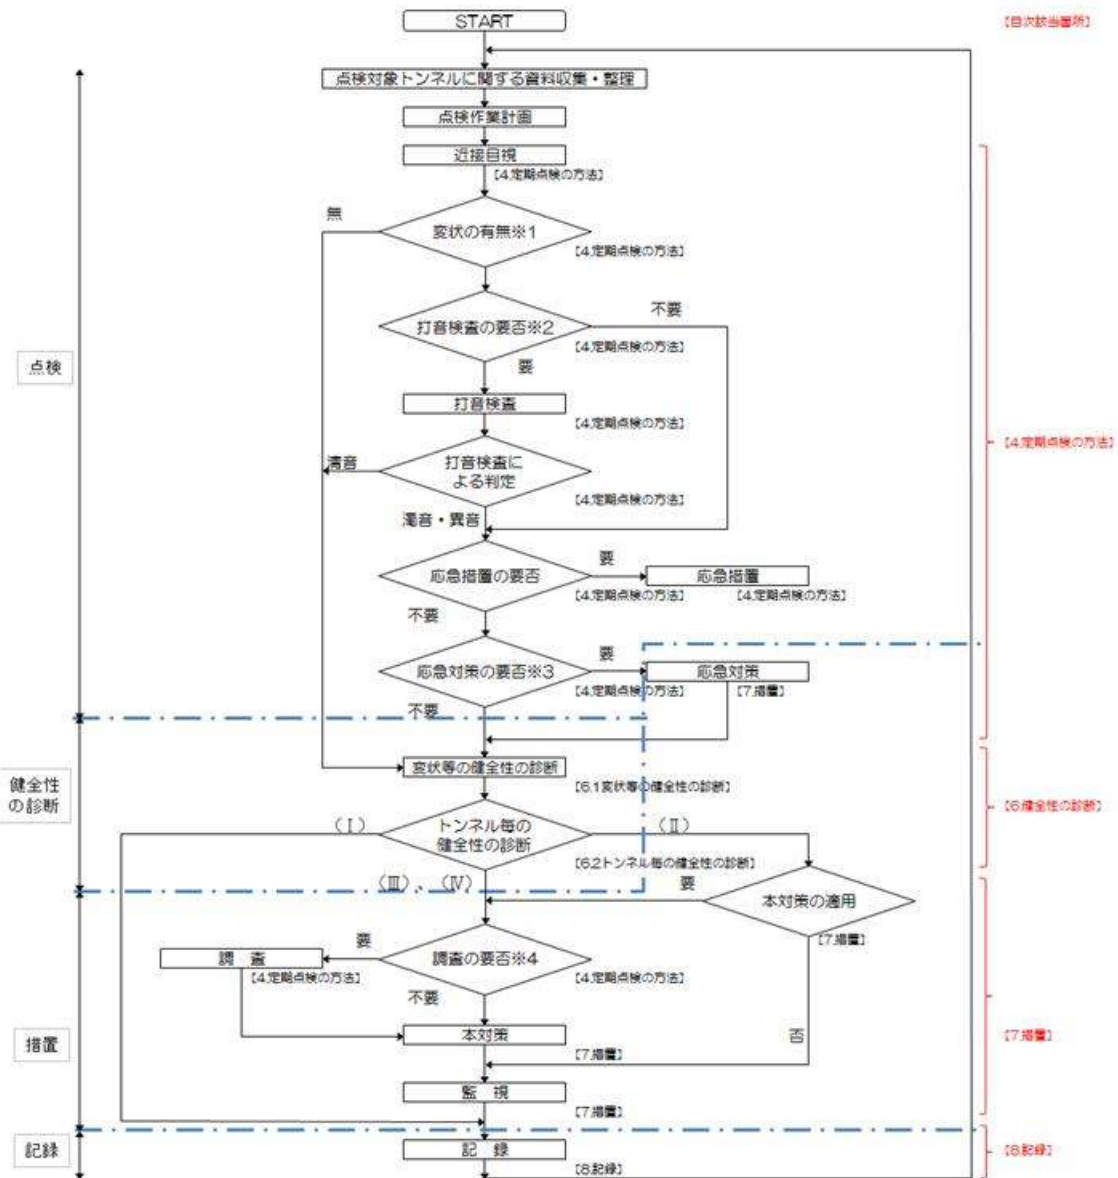 START
【目次該当箇所】
点検対象トンネルに関する資料収集・整理
点検作業計画
近接目視
【4.定期点検の方法】
無
変状の有無※1
【4.定期点検の方法】
打音検査の要否※2
不要
【4.定期点検の方法】
要
点検
打音検査
【4.定期点検の方法】
【4.定期点検の方法】
清音
打音検査に
よる判定
【4.定期点検の方法】
濁音・異音
応急措置の要否
要
応急措置
【4.定期点検の方法】
【4.定期点検の方法】
不要
応急対策の要否※3
要
応急対策
【4.定期点検の方法】
【7.措置】
不要
健全性
の診断
変状等の健全性の診断
【6.1変状等の健全性の診断】
【6.健全性の診断】
(Ⅰ)
トンネル毎の
健全性の診断
(Ⅱ)
【6.2トンネル毎の健全性の診断】
(Ⅲ)、(Ⅳ)
要
本対策の適用
【7.措置】
調査の要否※4
要
調 査
【4.定期点検の方法】
【4.定期点検の方法】
不要
措置
本対策
【7.措置】
否
【7.措置】
監 視
【7.措置】
記録
記 録
【8.記録】
【8.記録】